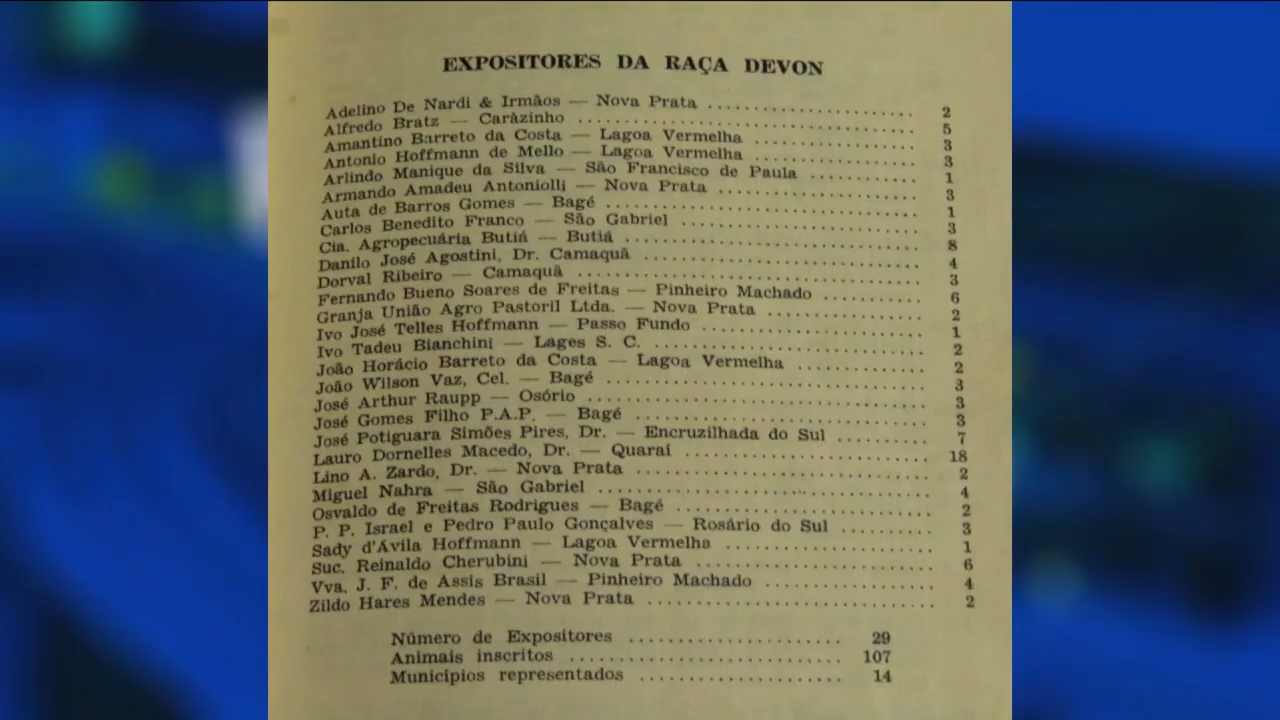 EXPOSITORES DA RAÇA DEVON
Adelino De Nardi & Irmãos — Nova Prata .......... 2
Alfredo Bratz — Caràzinho .......... 5
Amantino Barreto da Costa — Lagoa Vermelha .......... 3
Antonio Hoffmann de Mello — Lagoa Vermelha .......... 3
Arlindo Manique da Silva — São Francisco de Paula .......... 1
Armando Amadeu Antoniolli — Nova Prata .......... 3
Auta de Barros Gomes — Bagé .......... 1
Carlos Benedito Franco — São Gabriel .......... 3
Cia. Agropecuária Butiá — Butiá .......... 8
Danilo José Agostini, Dr. Camaquã .......... 4
Dorval Ribeiro — Camaquã .......... 3
Fernando Bueno Soares de Freitas — Pinheiro Machado .......... 6
Granja União Agro Pastoril Ltda. — Nova Prata .......... 2
Ivo José Telles Hoffmann — Passo Fundo .......... 1
Ivo Tadeu Bianchini — Lages S. C. .......... 2
João Horácio Barreto da Costa — Lagoa Vermelha .......... 2
João Wilson Vaz, Cel. — Bagé .......... 3
José Arthur Raupp — Osório .......... 3
José Gomes Filho P.A.P. — Bagé .......... 3
José Potiguara Simões Pires, Dr. — Encruzilhada do Sul .......... 7
Lauro Dornelles Macedo, Dr. — Quaraí .......... 18
Lino A. Zardo, Dr. — Nova Prata .......... 2
Miguel Nahra — São Gabriel .......... 4
Osvaldo de Freitas Rodrigues — Bagé .......... 2
P. P. Israel e Pedro Paulo Gonçalves — Rosário do Sul .......... 3
Sady d'Ávila Hoffmann — Lagoa Vermelha .......... 1
Suc. Reinaldo Cherubini — Nova Prata .......... 6
Vva. J. F. de Assis Brasil — Pinheiro Machado .......... 4
Zildo Hares Mendes — Nova Prata .......... 2
Número de Expositores .......... 29
Animais inscritos .......... 107
Municípios representados .......... 14